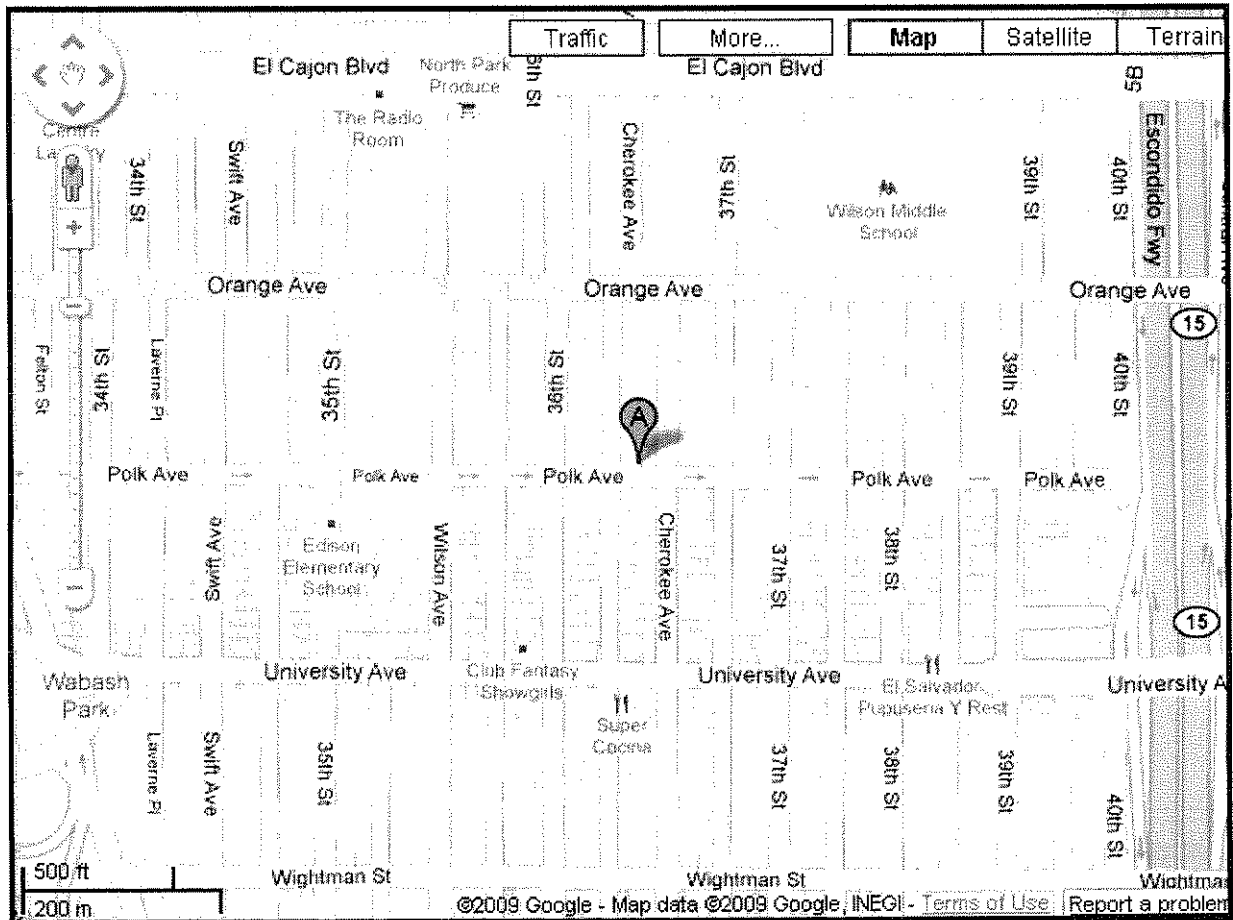 Traffic
More...
Map
Satellite
Terrain
El Cajon Blvd
North Park
Produce
6th St
El Cajon Blvd
5B
The Radio
Room
Centre
34th St
Swift Ave
Cherokee Ave
37th St
Wilson Middle
School
39th St
40th St
Escondido Fwy
Orange Ave
Orange Ave
Orange Ave
15
Felton St
34th St
Laverne Pl
35th St
36th St
A
39th St
40th St
Polk Ave
Polk Ave
Polk Ave
Polk Ave
Polk Ave
Swift Ave
Edison
Elementary
School
Wilson Ave
Cherokee Ave
37th St
38th St
15
Wabash
Park
University Ave
Club Fantasy
Showgirls
University Ave
El Salvador
Pupuseria Y Rest
University A
Super
Cocina
Laverne Pl
Swift Ave
35th St
37th St
38th St
39th St
40th St
500 ft
200 m
Wightman St
Wightman St
Wightma
©2009 Google - Map data ©2009 Google, INEGI - Terms of Use
Report a problem